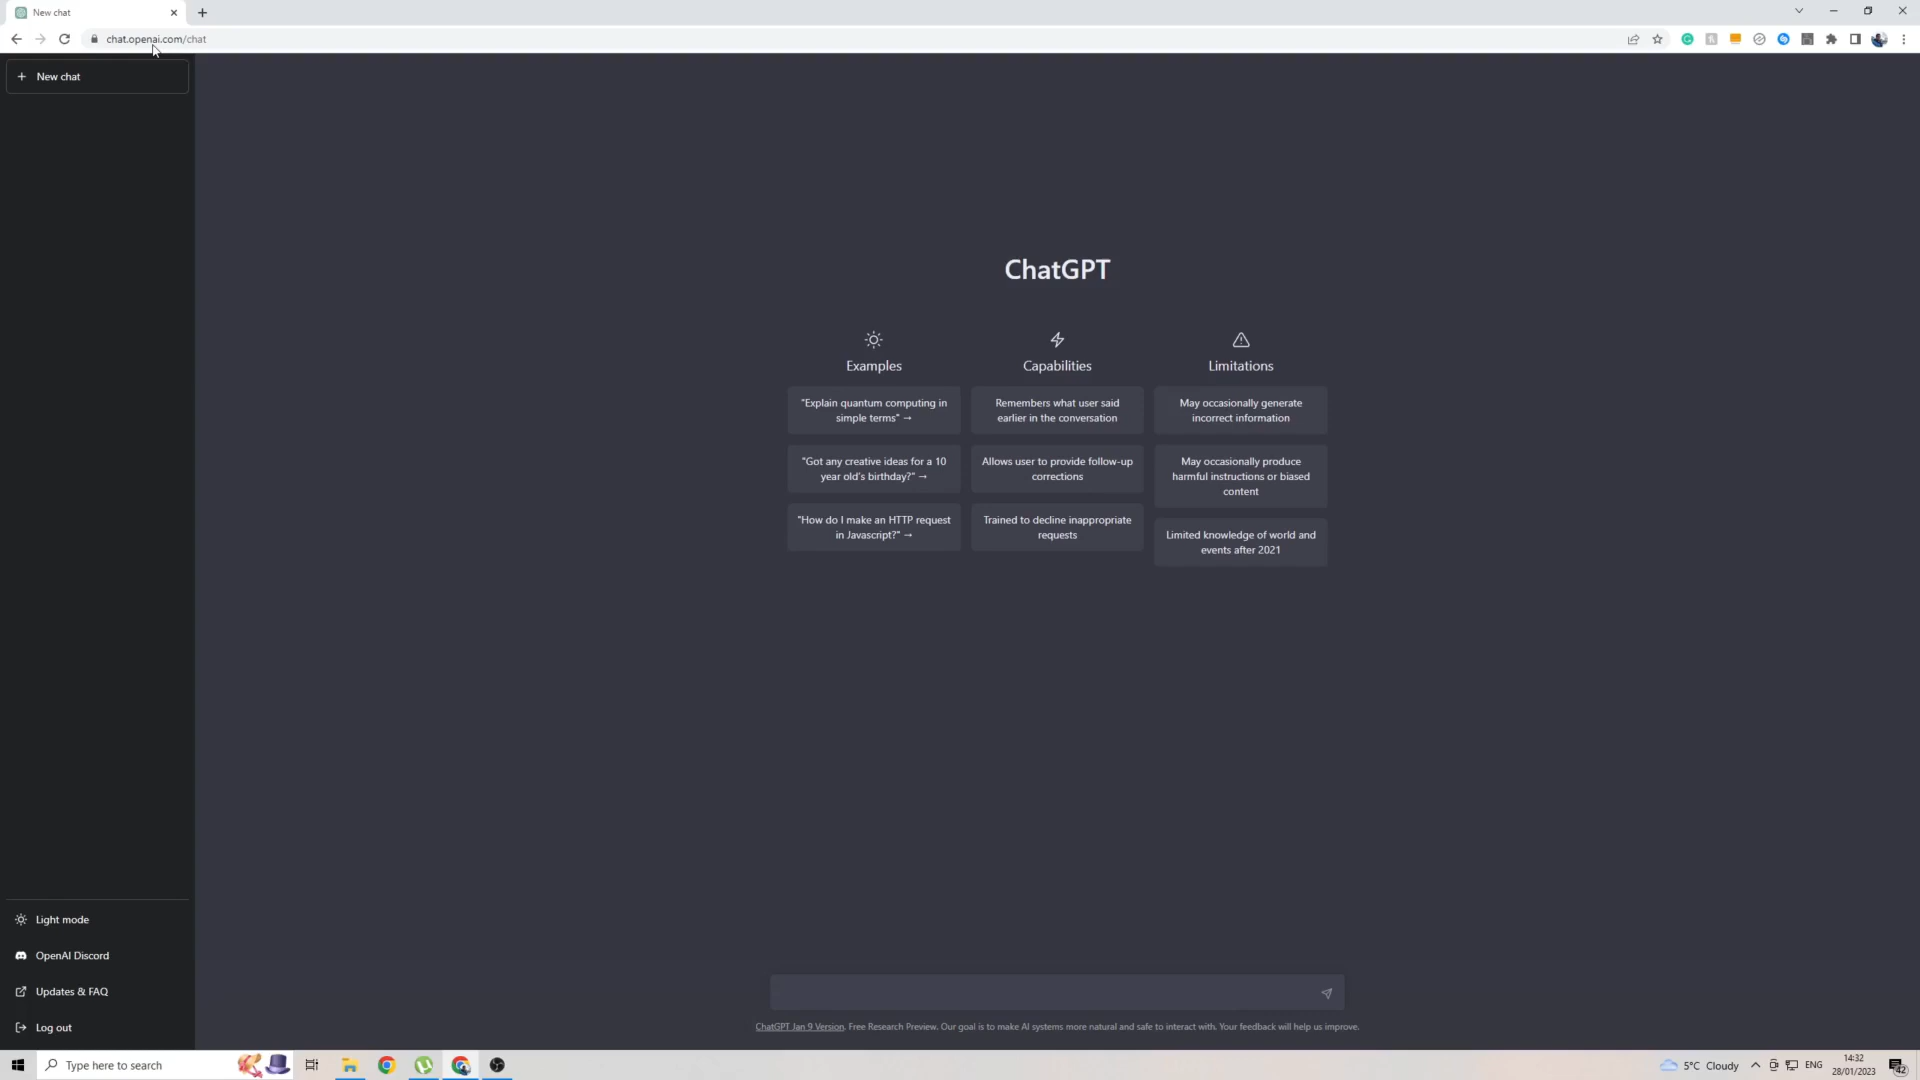 New chat
chat.openai.com/chat
+ New chat
ChatGPT
Examples
"Explain quantum computing in
simple terms" →
"Got any creative ideas for a 10
year old's birthday?" →
"How do I make an HTTP request
in Javascript?" →
Capabilities
Remembers what user said
earlier in the conversation
Allows user to provide follow-up
corrections
Trained to decline inappropriate
requests
Limitations
May occasionally generate
incorrect information
May occasionally produce
harmful instructions or biased
content
Limited knowledge of world and
events after 2021
Light mode
OpenAI Discord
Updates & FAQ
Log out
ChatGPT Jan 9 Version. Free Research Preview. Our goal is to make AI systems more natural and safe to interact with. Your feedback will help us improve.
Type here to search
5°C Cloudy
ENG
14:32
28/01/2023
42